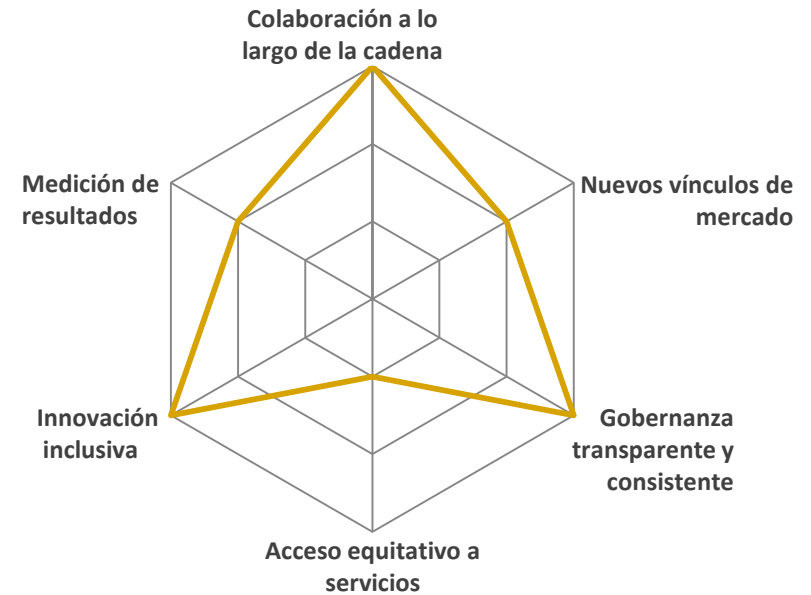 Colaboración a lo
largo de la cadena
Nuevos vínculos de
mercado
Gobernanza
transparente y
consistente
Acceso equitativo a
servicios
Innovación
inclusiva
Medición de
resultados